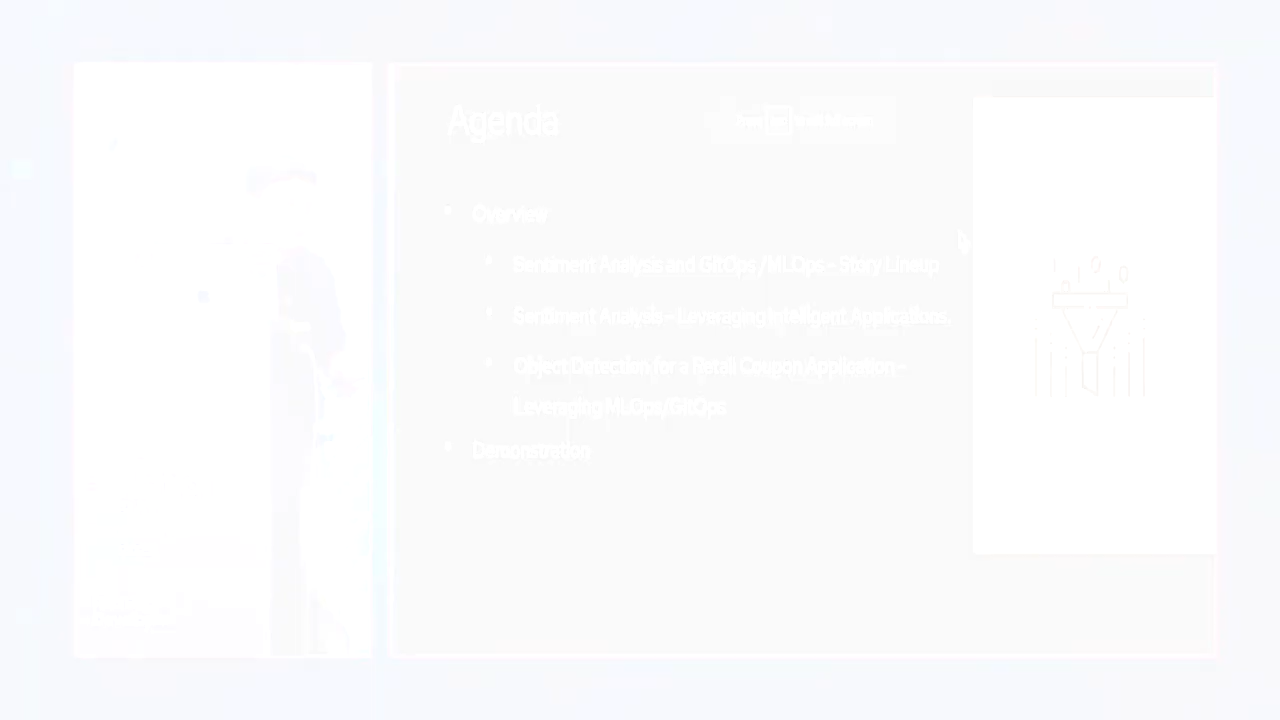 Agenda
Overview
Sentiment Analysis and GitOps / MLOps - Story Lineup
Sentiment Analysis - Leveraging Intelligent Applications.
Object Detection for a Retail Coupon Application -
Leveraging MLOps/GitOps
Demonstration